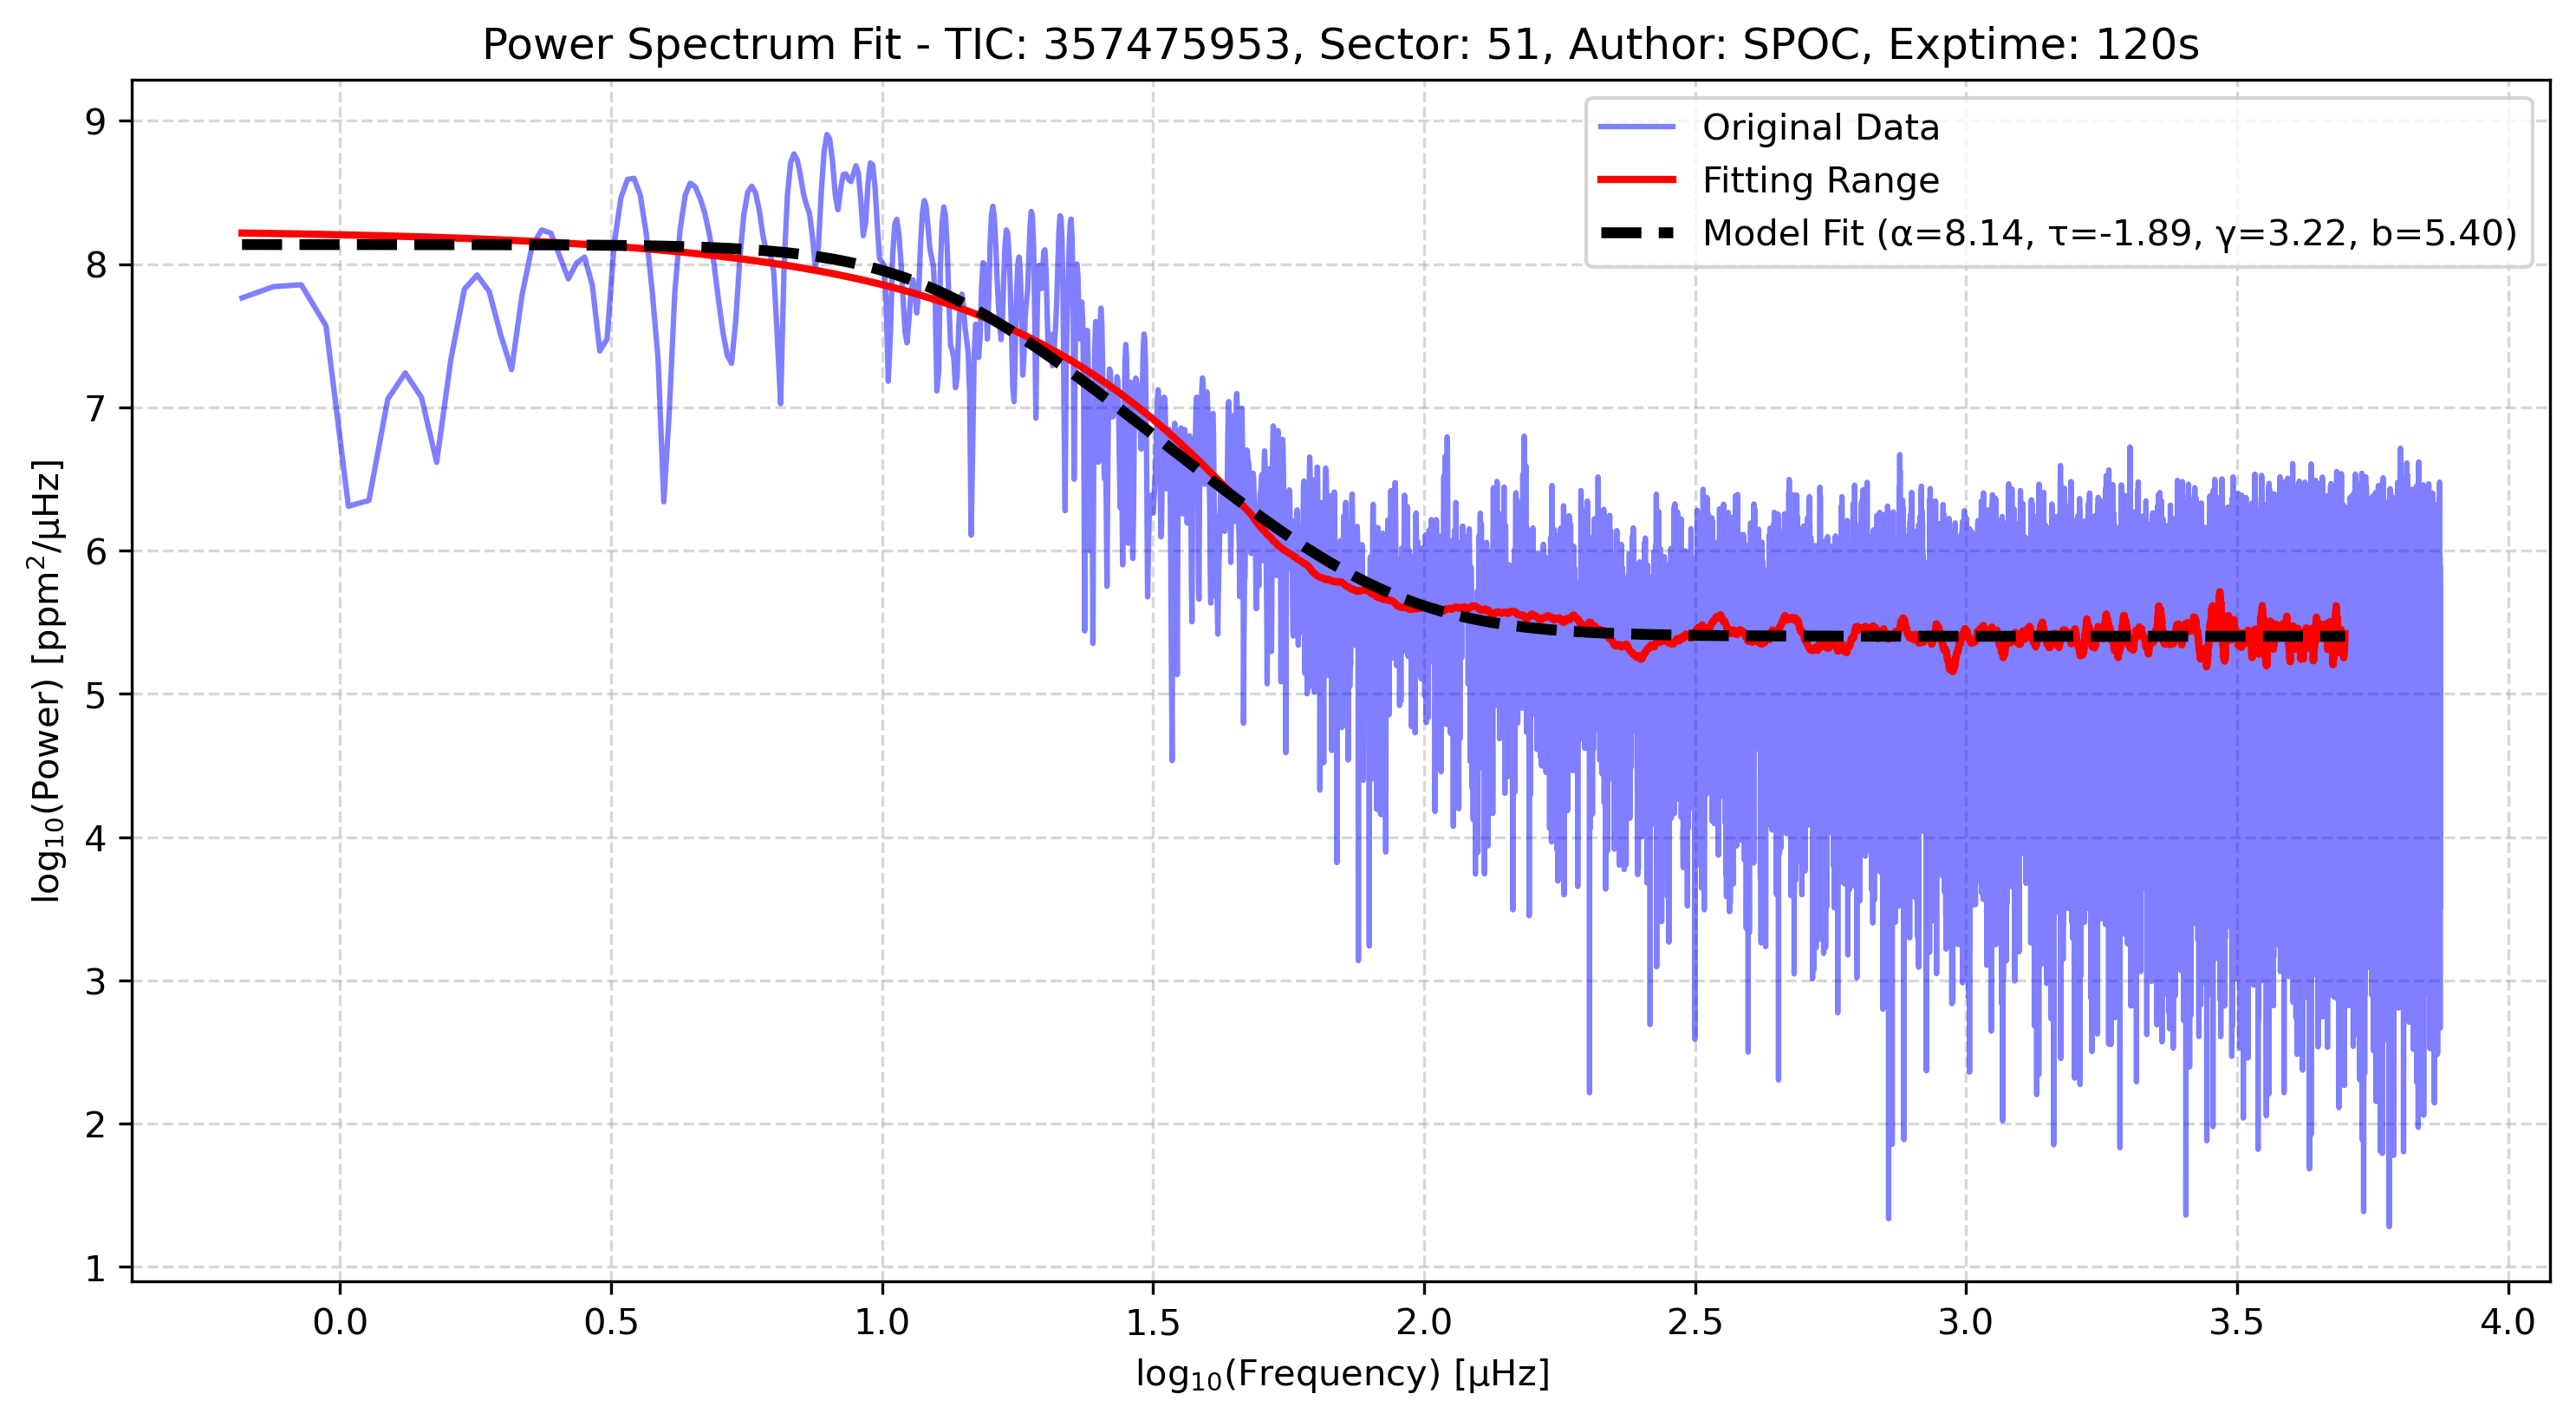 Power Spectrum Fit - TIC: 357475953, Sector: 51, Author: SPOC, Exptime: 120s
Original Data
Fitting Range
Model Fit (α=8.14, τ=-1.89, γ=3.22, b=5.40)
log₁₀(Power) [ppm²/μHz]
9
8
7
6
5
4
3
2
1
0.0 0.5 1.0 1.5 2.0 2.5 3.0 3.5 4.0
log₁₀(Frequency) [μHz]